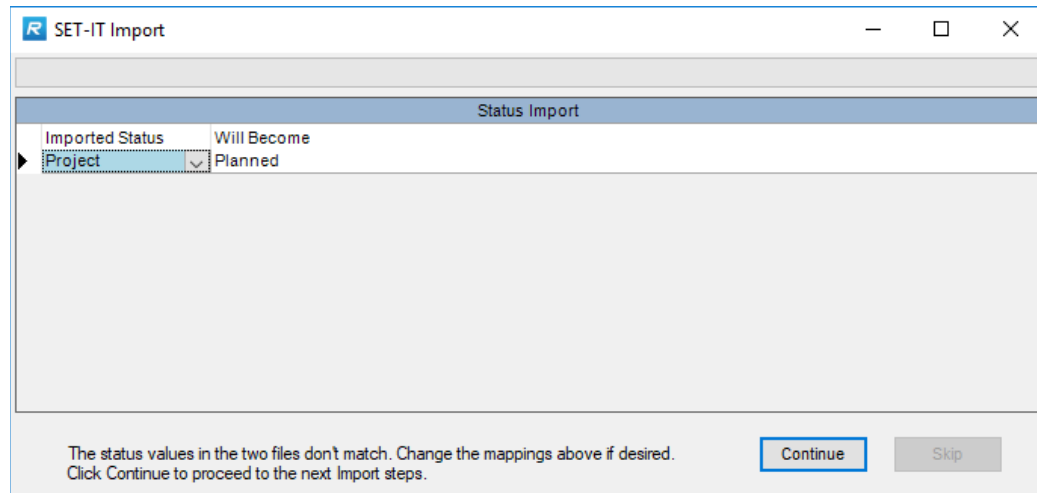 SET-IT Import
Status Import
Imported Status Will Become
Project Planned
The status values in the two files don't match. Change the mappings above if desired.
Click Continue to proceed to the next Import steps.
Continue Skip